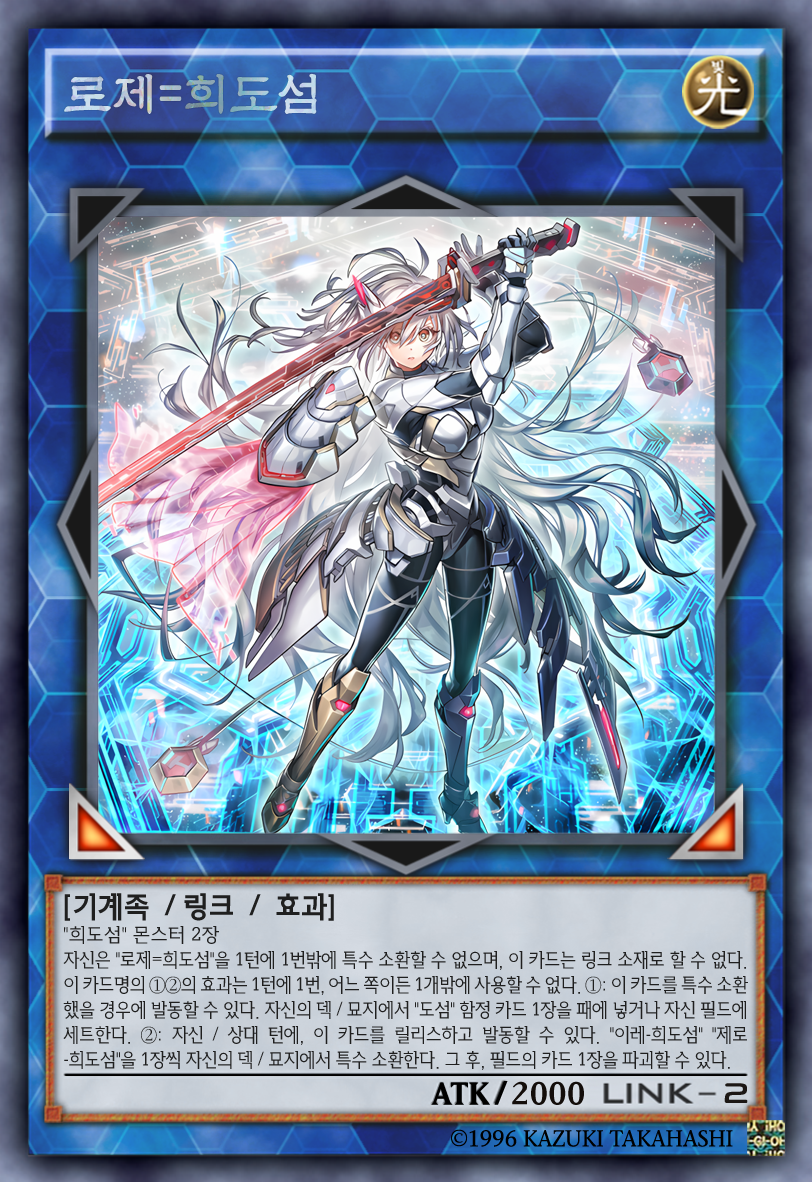 로제=희도섬
빛
光
[기계족 / 링크 / 효과]
"희도섬" 몬스터 2장
자신은 "로제=희도섬"을 1턴에 1번밖에 특수 소환할 수 없으며, 이 카드는 링크 소재로 할 수 없다.
이 카드명의 ①②의 효과는 1턴에 1번, 어느 쪽이든 1개밖에 사용할 수 없다. ①: 이 카드를 특수 소환
했을 경우에 발동할 수 있다. 자신의 덱 / 묘지에서 "도섬" 함정 카드 1장을 패에 넣거나 자신 필드에
세트한다. ②: 자신 / 상대 턴에, 이 카드를 릴리스하고 발동할 수 있다. "이레-희도섬" "제로
-희도섬"을 1장씩 자신의 덱 / 묘지에서 특수 소환한다. 그 후, 필드의 카드 1장을 파괴할 수 있다.
ATK/2000 LINK-2
©1996 KAZUKI TAKAHASHI